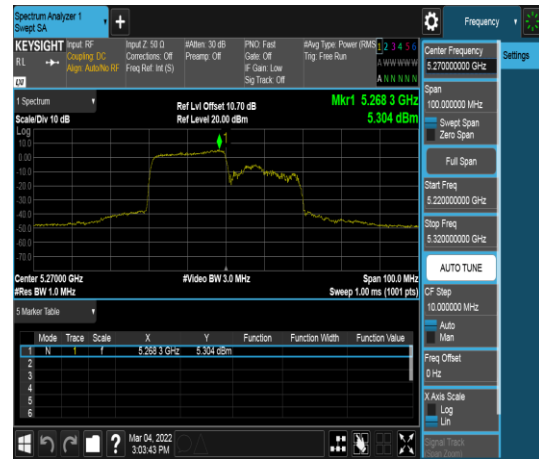 Spectrum Analyzer 1
Swept SA
Frequency
KEYSIGHT
RL
Input: RF
Coupling: DC
Align: Auto/No RF
Input Z: 50 Ω
Corrections: Off
Freq Ref: Int (S)
#Atten: 30 dB
Preamp: Off
PNO: Fast
Gate: Off
IF Gain: Low
Sig Track: Off
#Avg Type: Power (RMS
Trig: Free Run
1 2 3 4 5 6
A WW WW W
A N N N N N
1 Spectrum
Scale/Div 10 dB
Ref Lvl Offset 10.70 dB
Ref Level 20.00 dBm
Mkr1 5.268 3 GHz
5.304 dBm
Log
10.0
0.00
-10.0
-20.0
-30.0
-40.0
-50.0
-60.0
-70.0
1
Center 5.27000 GHz
#Res BW 1.0 MHz
#Video BW 3.0 MHz
Span 100.0 MHz
Sweep 1.00 ms (1001 pts)
5 Marker Table
Mode Trace Scale X Y Function Function Width Function Value
1 N 1 f 5.268 3 GHz 5.304 dBm
2
3
4
5
6
Mar 04, 2022
3:03:43 PM
Center Frequency
5.270000000 GHz
Span
100.000000 MHz
Swept Span
Zero Span
Full Span
Start Freq
5.220000000 GHz
Stop Freq
5.320000000 GHz
AUTO TUNE
CF Step
10.000000 MHz
Auto
Man
Freq Offset
0 Hz
X Axis Scale
Log
Lin
Signal Track
(Span Zoom)
Settings